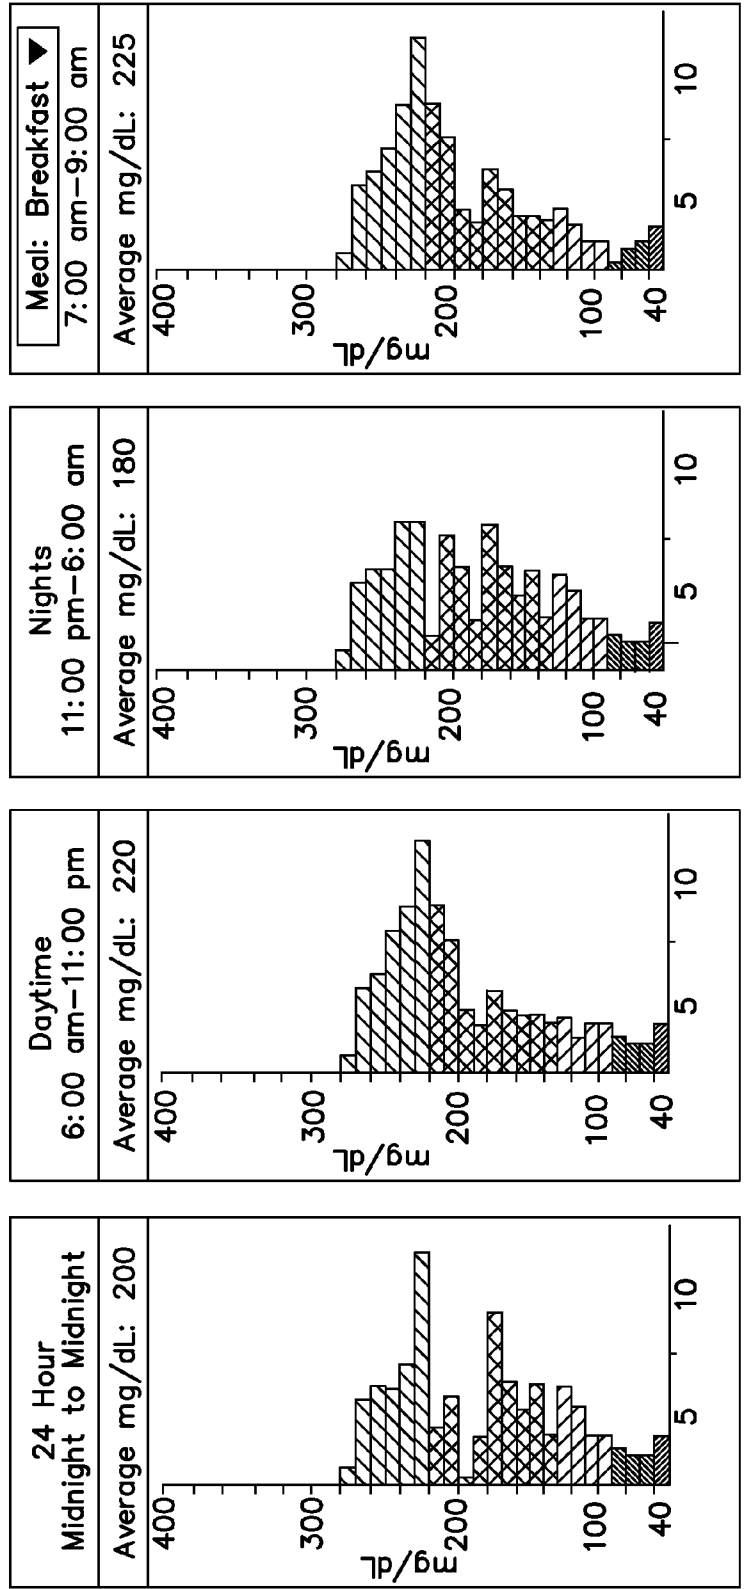 24 Hour
Midnight to Midnight
Average mg/dL: 200
400
300
200
100
40
mg/dL
5
10
Daytime
6:00 am–11:00 pm
Average mg/dL: 220
400
300
200
100
40
mg/dL
5
10
Nights
11:00 pm–6:00 am
Average mg/dL: 180
400
300
200
100
40
mg/dL
5
10
Meal: Breakfast ▼
7:00 am–9:00 am
Average mg/dL: 225
400
300
200
100
40
mg/dL
5
10